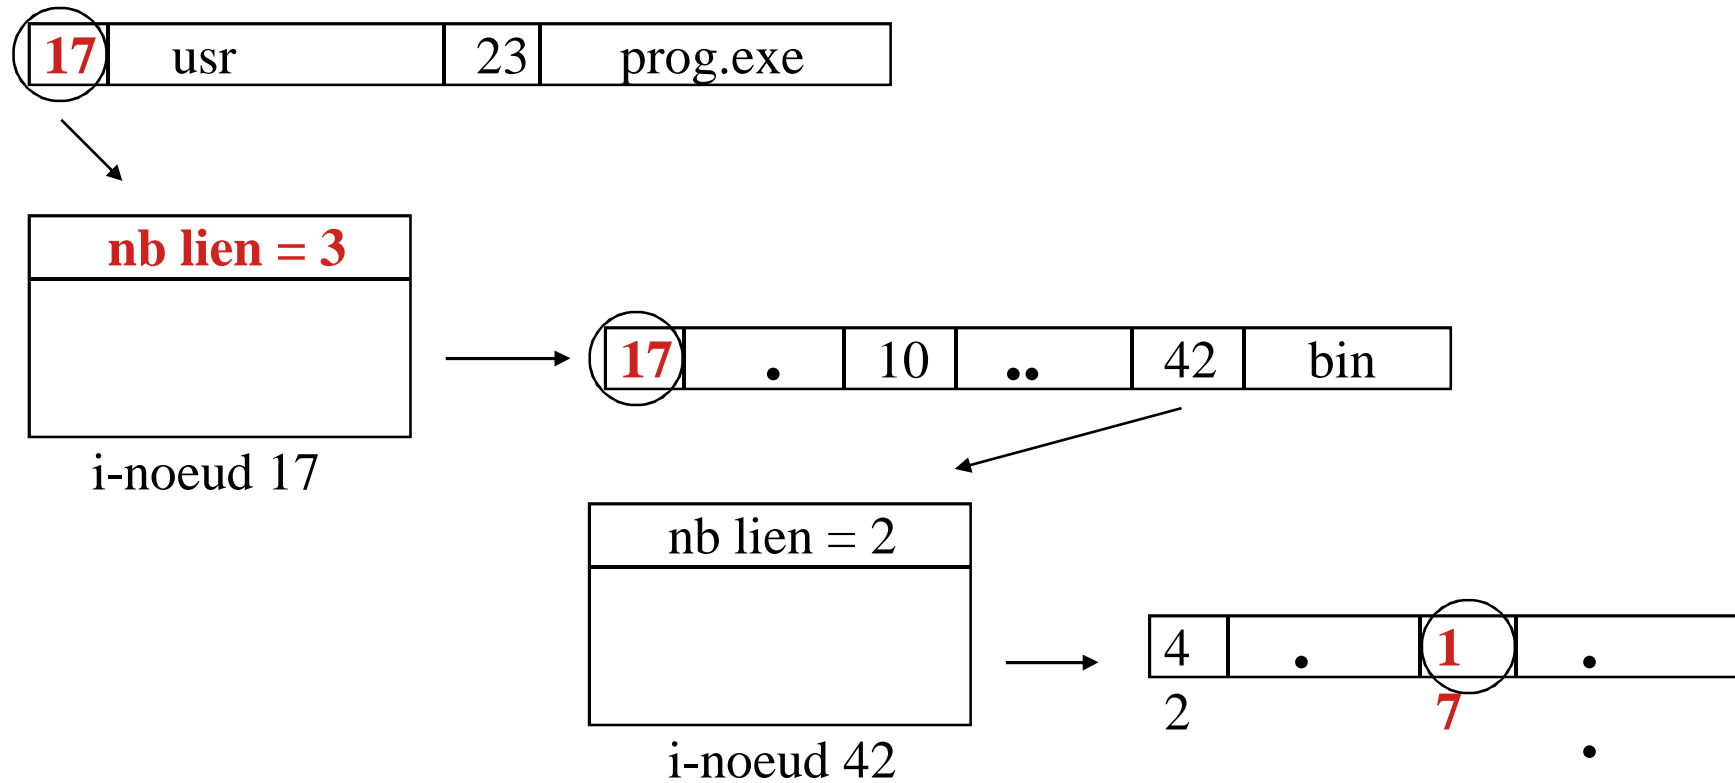 17 usr 23 prog.exe
nb lien = 3
17 . 10 .. 42 bin
i-noeud 17
nb lien = 2
4 . 1 .
2 7
.
i-noeud 42